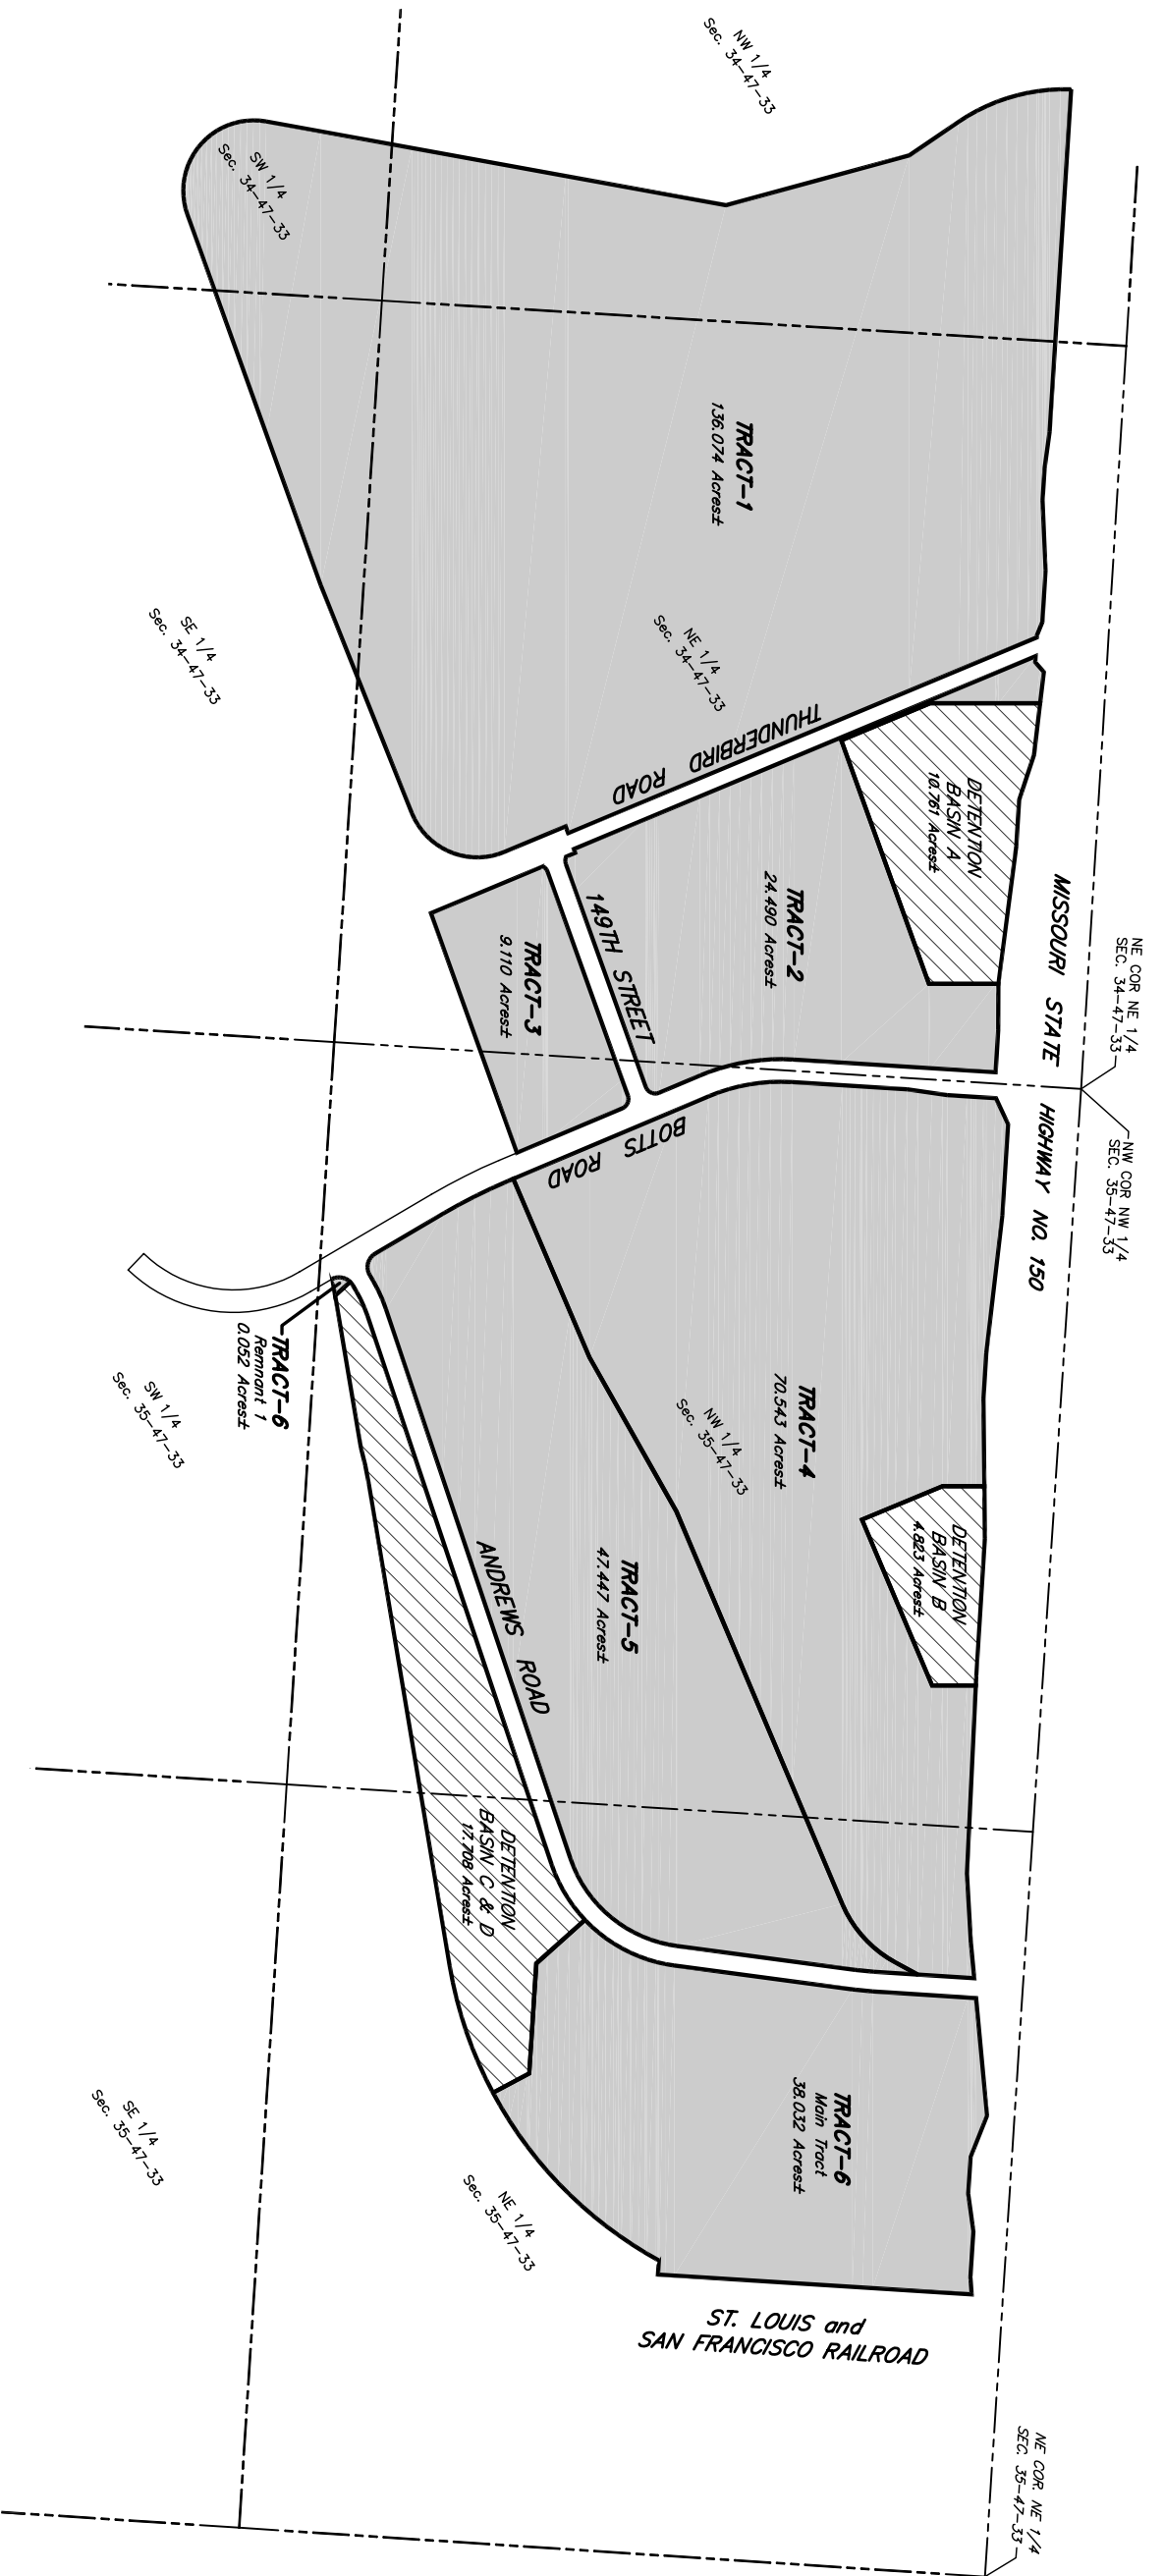 NW 1/4
Sec. 34-47-33
SW 1/4
Sec. 34-47-33
TRACT-1
136.074 Acres±
NE 1/4
Sec. 34-47-33
SE 1/4
Sec. 34-47-33
THUNDERBIRD ROAD
DETENTION
BASIN A
10.761 Acres±
TRACT-2
24.490 Acres±
149TH STREET
TRACT-3
9.110 Acres±
MISSOURI STATE HIGHWAY NO. 150
NE COR NE 1/4
SEC. 34-47-33
NW COR NW 1/4
SEC. 35-47-33
BOTTS ROAD
TRACT-6
Remnant 1
0.052 Acres±
SW 1/4
Sec. 35-47-33
TRACT-4
70.543 Acres±
NW 1/4
Sec. 35-47-33
DETENTION
BASIN B
4.823 Acres±
TRACT-5
47.447 Acres±
ANDREWS ROAD
DETENTION
BASIN C & D
17.708 Acres±
TRACT-6
Main Tract
38.032 Acres±
NE 1/4
Sec. 35-47-33
SE 1/4
Sec. 35-47-33
ST. LOUIS and
SAN FRANCISCO RAILROAD
NE COR. NE 1/4
SEC. 35-47-33